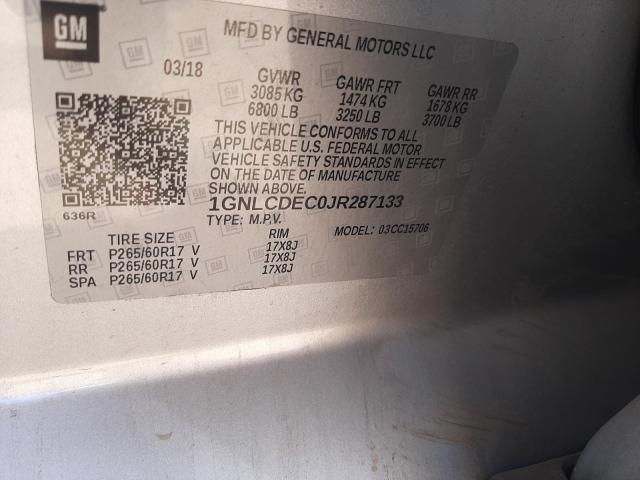 GM
MFD BY GENERAL MOTORS LLC
03/18 GVWR GAWR FRT GAWR RR
3085 KG 1474 KG 1678 KG
6800 LB 3250 LB 3700 LB
THIS VEHICLE CONFORMS TO ALL
APPLICABLE U.S. FEDERAL MOTOR
VEHICLE SAFETY STANDARDS IN EFFECT
ON THE DATE OF MANUFACTURE
SHOWN ABOVE.
636R
1GNLCDEC0JR287133
TYPE: M.P.V. MODEL: 03CC15706
TIRE SIZE RIM
FRT P265/60R17 V 17X8J
RR P265/60R17 V 17X8J
SPA P265/60R17 V 17X8J